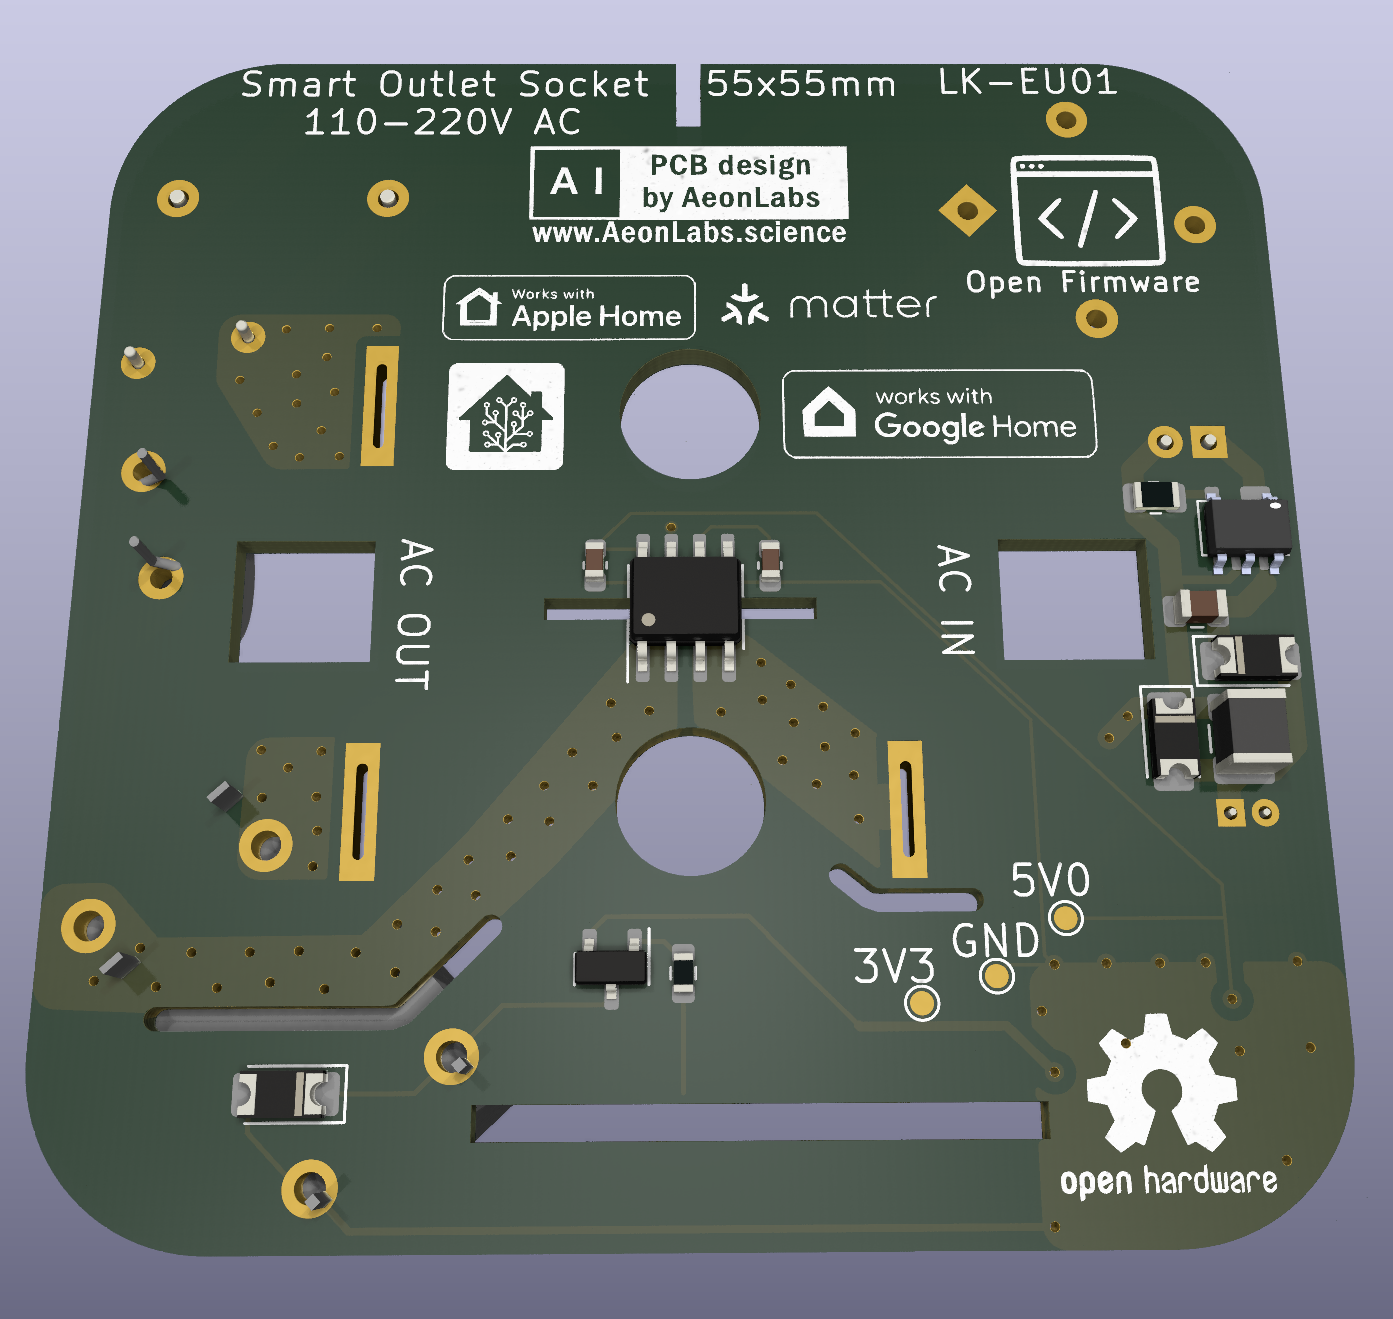 Smart Outlet Socket 55x55mm LK-EU01
110-220V AC
AI PCB design
by AeonLabs
www.AeonLabs.science
</>
Open Firmware
Works with
Apple Home
matter
works with
Google Home
AC OUT
AC IN
5V0
GND
3V3
open hardware